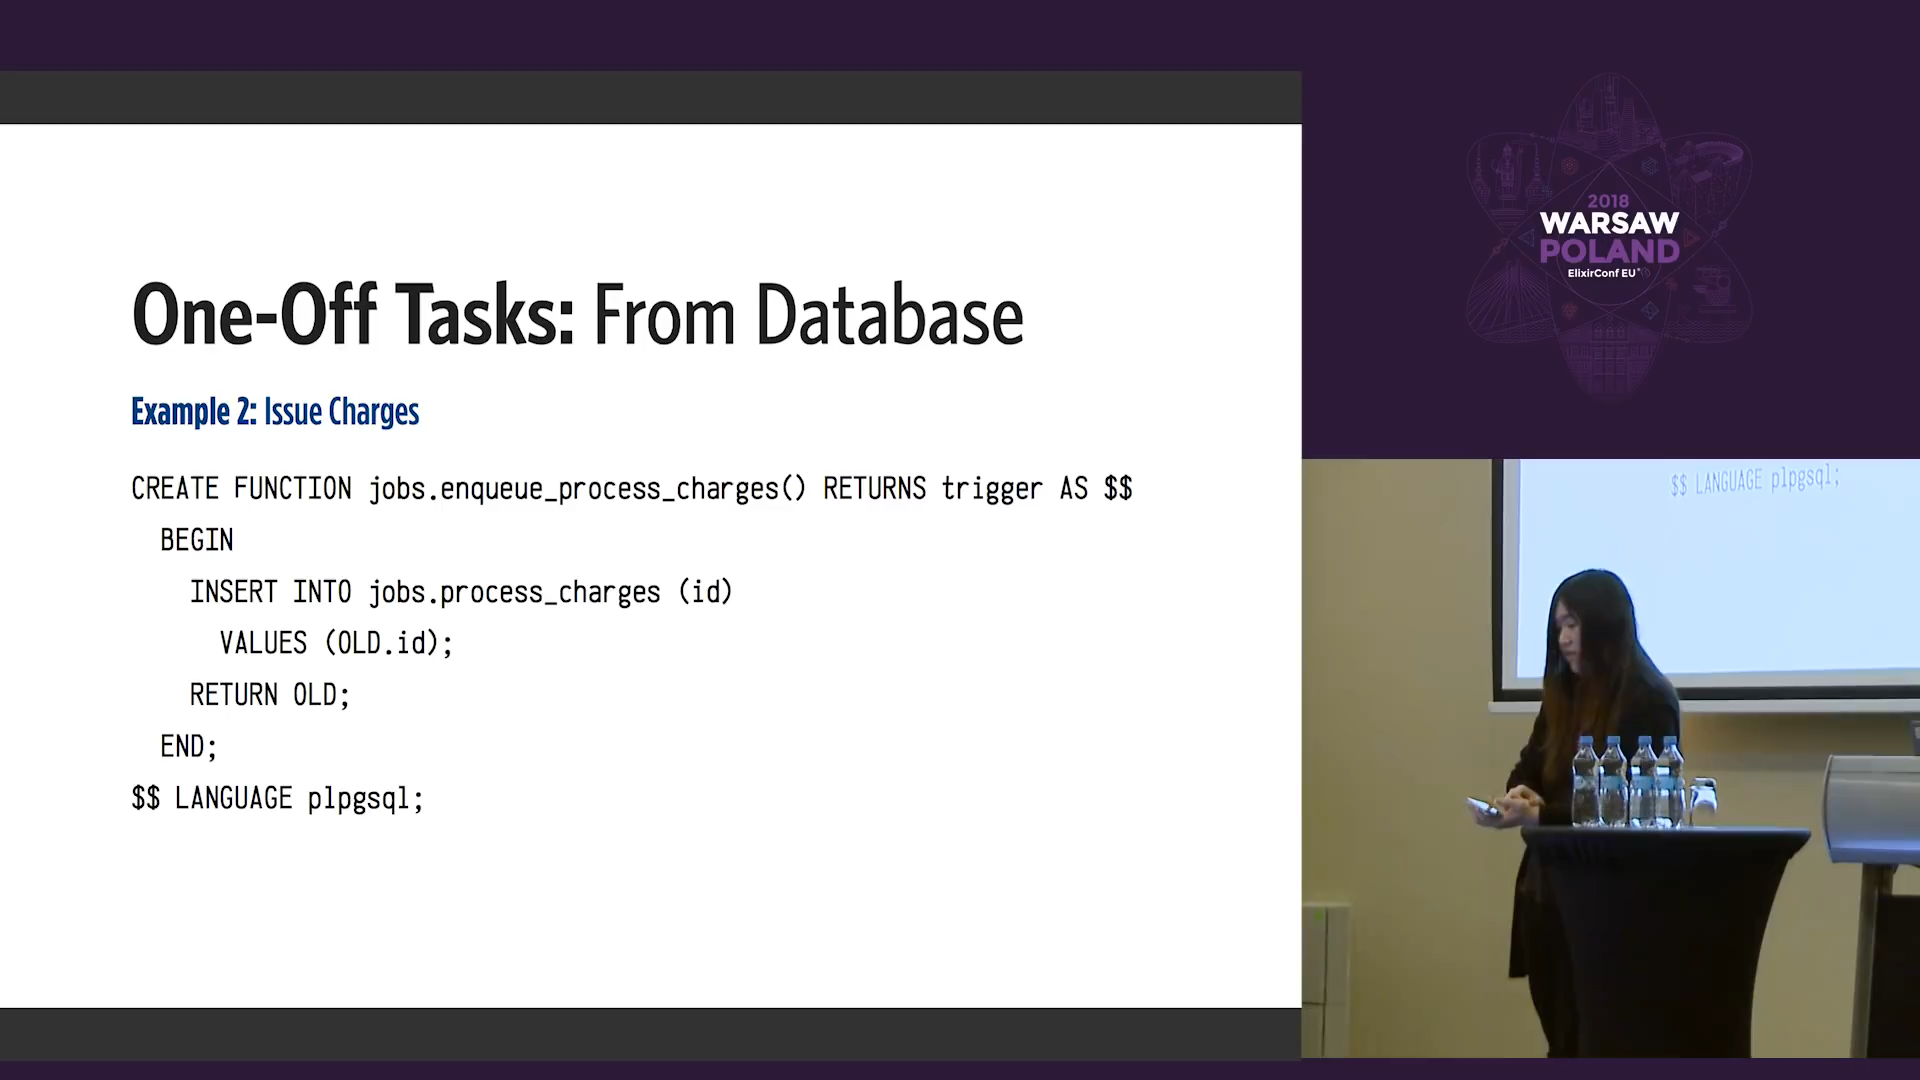 One-Off Tasks: From Database
Example 2: Issue Charges
CREATE FUNCTION jobs.enqueue_process_charges() RETURNS trigger AS $$
BEGIN
INSERT INTO jobs.process_charges (id)
VALUES (OLD.id);
RETURN OLD;
END;
$$ LANGUAGE plpgsql;
2018
WARSAW
POLAND
ElixirConf EU
$$ LANGUAGE plpgsql;